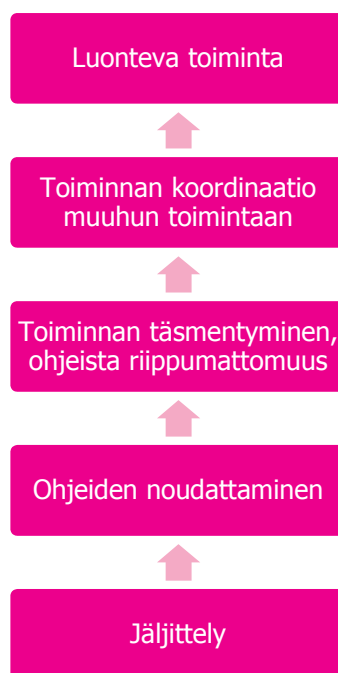 Luonteva toiminta
Toiminnan koordinaatio
muuhun toimintaan
Toiminnan täsmentyminen,
ohjeista riippumattomuus
Ohjeiden noudattaminen
Jäljittely